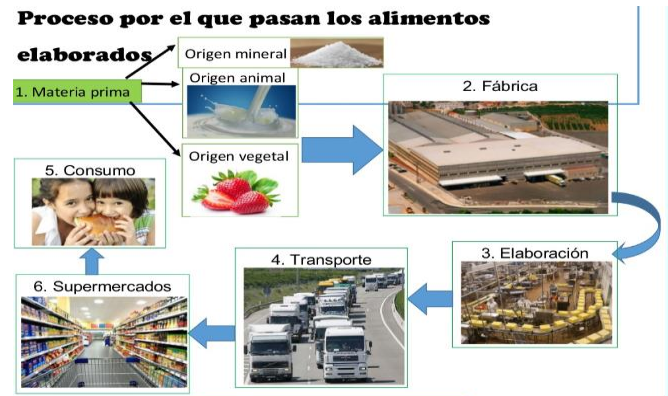 Proceso por el que pasan los alimentos
elaborados
1. Materia prima
Origen mineral
Origen animal
Origen vegetal
2. Fábrica
3. Elaboración
4. Transporte
6. Supermercados
5. Consumo